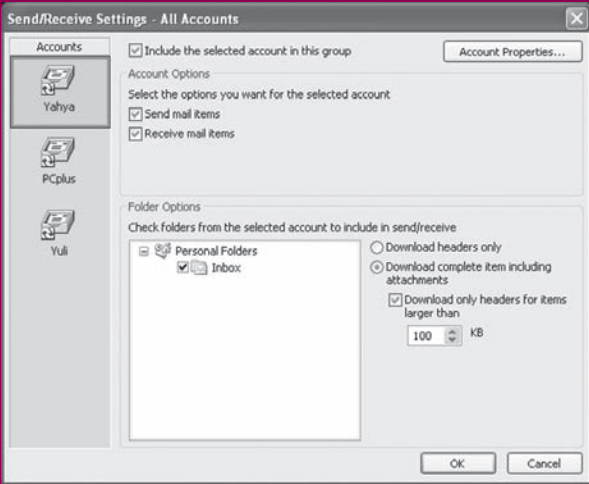 Send/Receive Settings - All Accounts
Accounts
Yahya
PCplus
Yuli
Include the selected account in this group
Account Properties...
Account Options
Select the options you want for the selected account
Send mail items
Receive mail items
Folder Options
Check folders from the selected account to include in send/receive
Personal Folders
Inbox
Download headers only
Download complete item including
attachments
Download only headers for items
larger than
100 KB
OK
Cancel